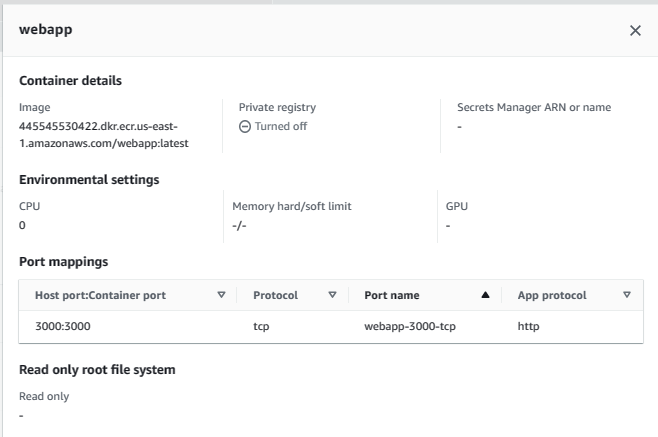 webapp
Container details
Image
Private registry
Secrets Manager ARN or name
445545530422.dkr.ecr.us-east-
1.amazonaws.com/webapp:latest
Turned off
-
Environmental settings
CPU
Memory hard/soft limit
GPU
0
-/-
-
Port mappings
Host port:Container port
Protocol
Port name
App protocol
3000:3000
tcp
webapp-3000-tcp
http
Read only root file system
Read only
-